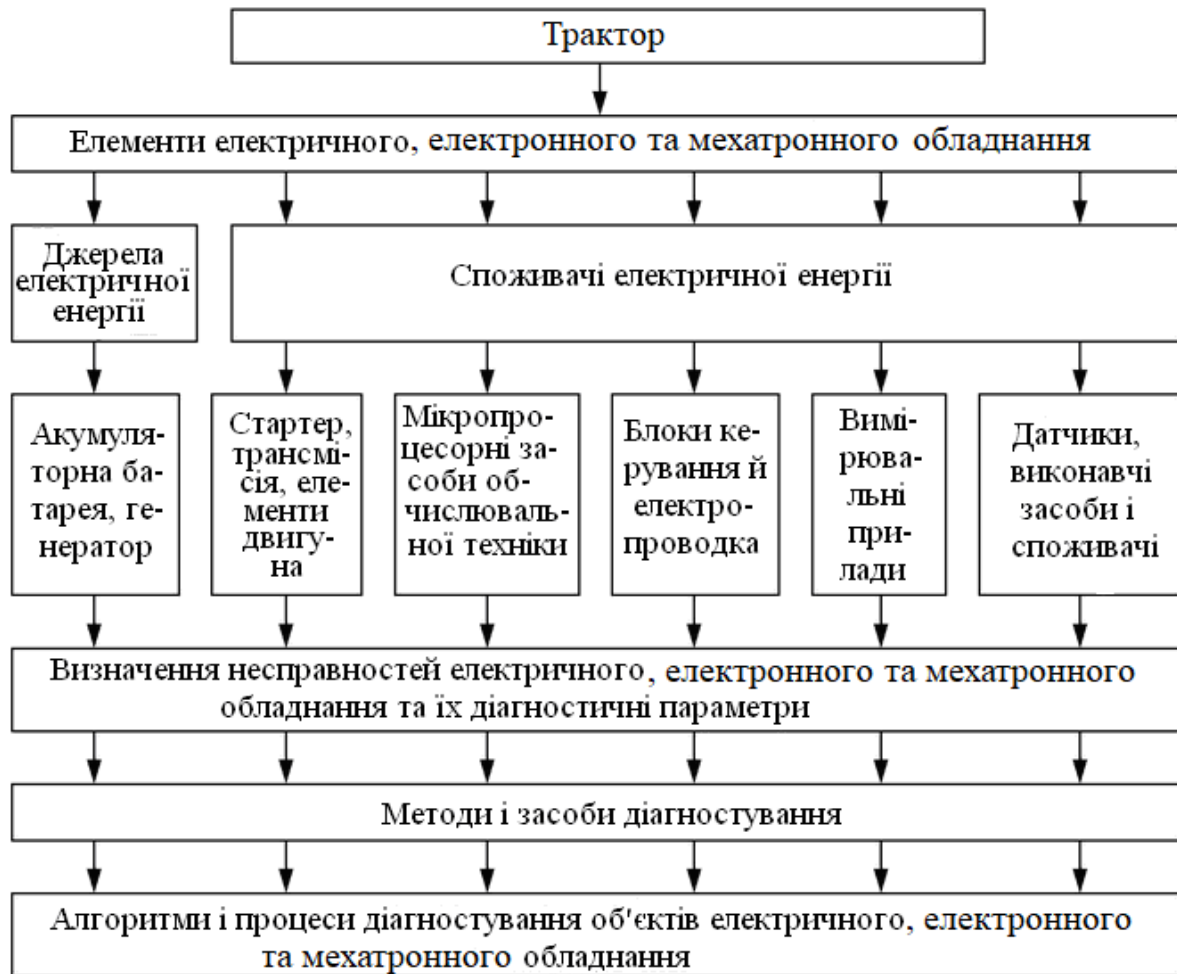 Трактор
Елементи електричного, електронного та мехатронного обладнання
Джерела
електричної
енергії
Споживачі електричної енергії
Акумуля-
торна ба-
тарея, ге-
нератор
Стартер,
трансмі-
сія, еле-
менти
двигу-
на
Мікропро-
цесорні за-
соби об-
числюваль-
ної техніки
Блоки ке-
рування й
електро-
проводка
Вимі-
рюва-
льні
при-
лади
Датчики,
виконавчі
засоби і
споживачі
Визначення несправностей електричного, електронного та мехатронного
обладнання та їх діагностичні параметри
Методи і засоби діагностування
Алгоритми і процеси діагностування об'єктів електричного, електронного
та мехатронного обладнання